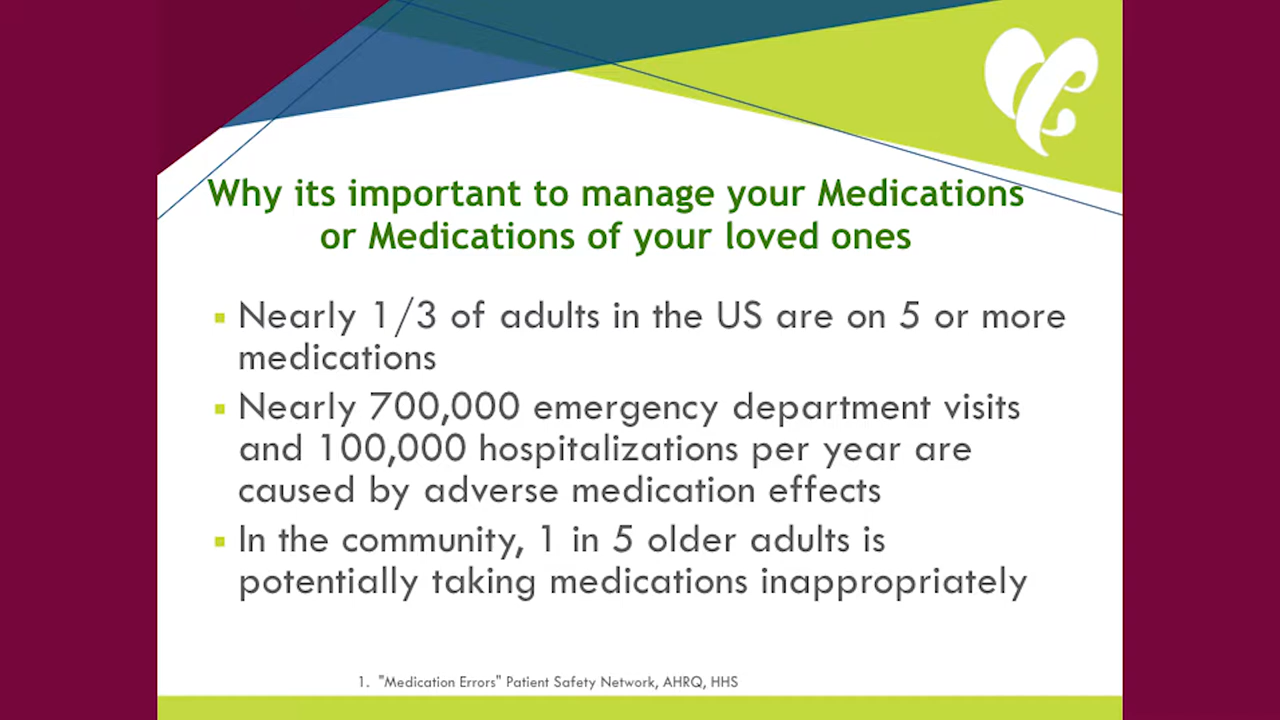 Why its important to manage your Medications
or Medications of your loved ones
▪ Nearly 1/3 of adults in the US are on 5 or more
medications
▪ Nearly 700,000 emergency department visits
and 100,000 hospitalizations per year are
caused by adverse medication effects
▪ In the community, 1 in 5 older adults is
potentially taking medications inappropriately
1. "Medication Errors" Patient Safety Network, AHRQ, HHS